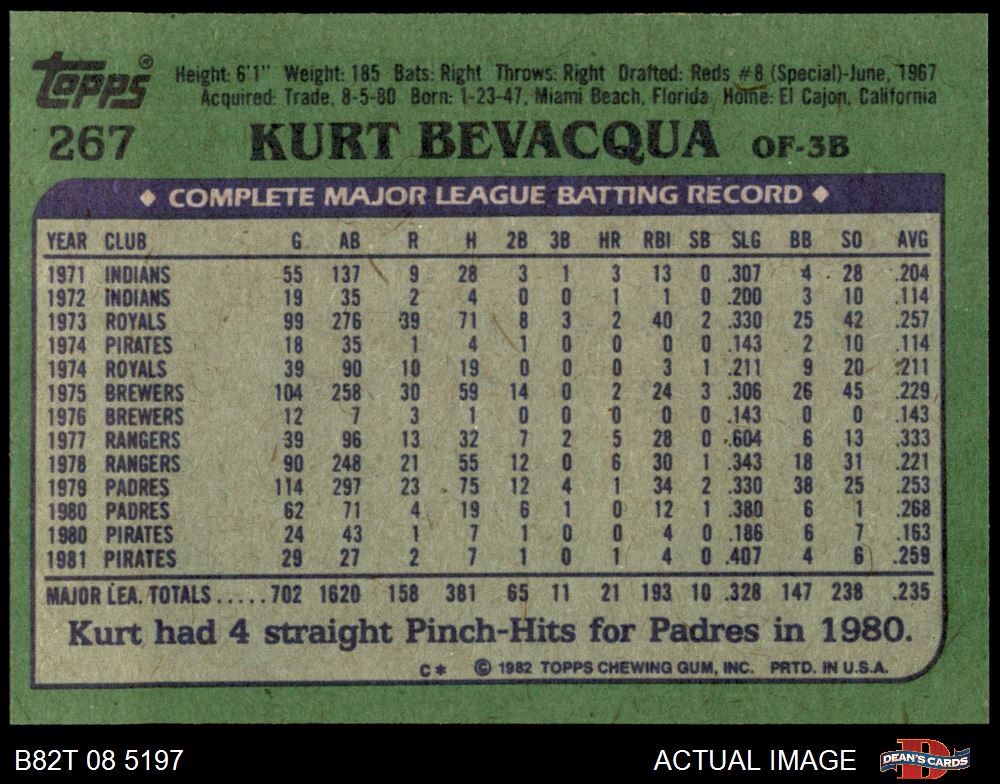 Topps®
Height: 6'1" Weight: 185 Bats: Right Throws: Right Drafted: Reds #8 (Special)-June, 1967
Acquired: Trade, 8-5-80 Born: 1-23-47, Miami Beach, Florida Home: El Cajon, California
267 KURT BEVACQUA OF-3B
◆ COMPLETE MAJOR LEAGUE BATTING RECORD ◆
YEAR CLUB G AB R H 2B 3B HR RBI SB SLG BB SO AVG
1971 INDIANS 55 137 9 28 3 1 3 13 0 .307 4 28 .204
1972 INDIANS 19 35 2 4 0 0 1 1 0 .200 3 10 .114
1973 ROYALS 99 276 39 71 8 3 2 40 2 .330 25 42 .257
1974 PIRATES 18 35 1 4 1 0 0 0 0 .143 2 10 .114
1974 ROYALS 39 90 10 19 0 0 0 3 1 .211 9 20 .211
1975 BREWERS 104 258 30 59 14 0 2 24 3 .306 26 45 .229
1976 BREWERS 12 7 3 1 0 0 0 0 0 .143 0 0 .143
1977 RANGERS 39 96 13 32 7 2 5 28 0 .604 6 13 .333
1978 RANGERS 90 248 21 55 12 0 6 30 1 .343 18 31 .221
1979 PADRES 114 297 23 75 12 4 1 34 2 .330 38 25 .253
1980 PADRES 62 71 4 19 6 1 0 12 1 .380 6 1 .268
1980 PIRATES 24 43 1 7 1 0 0 4 0 .186 6 7 .163
1981 PIRATES 29 27 2 7 1 0 1 4 0 .407 4 6 .259
MAJOR LEA. TOTALS.....702 1620 158 381 65 11 21 193 10 .328 147 238 .235
Kurt had 4 straight Pinch-Hits for Padres in 1980.
C* © 1982 TOPPS CHEWING GUM, INC. PRTD. IN U.S.A.
B82T 08 5197 ACTUAL IMAGE D DEAN'S CARDS